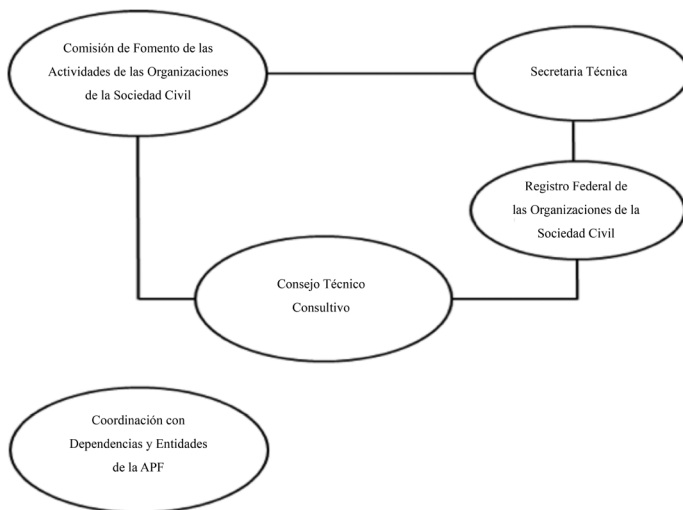 Comisión de Fomento de las
Actividades de las Organizaciones
de la Sociedad Civil
Secretaria Técnica
Registro Federal de
las Organizaciones de la
Sociedad Civil
Consejo Técnico
Consultivo
Coordinación con
Dependencias y Entidades
de la APF